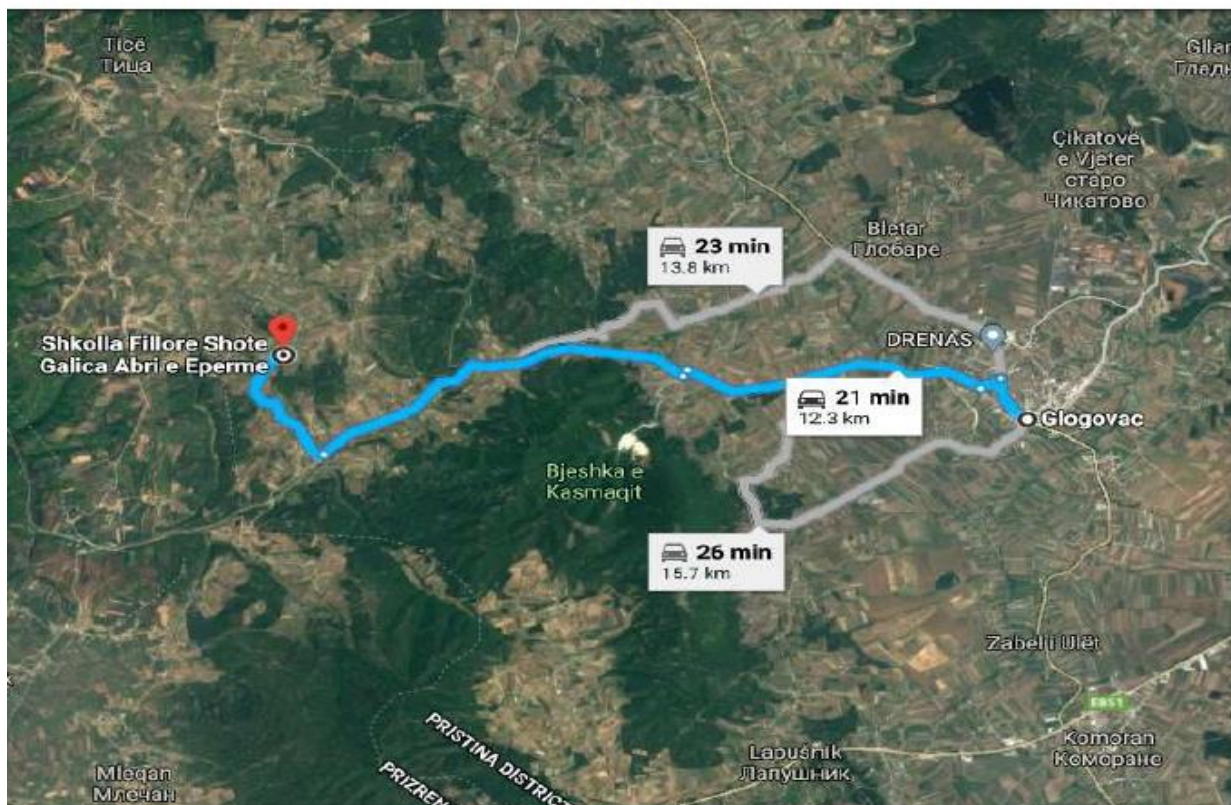 Ticë
Тица
Gllar
Гладн
Çikatovë
e Vjeter
старо
Чикатово
Bletar
Глобаре
23 min
13.8 km
Shkolla Fillore Shote
Galica Abri e Eperme
DRENAS
21 min
12.3 km
Glogovac
Bjeshka e
Kasmaqit
26 min
15.7 km
Zabel i Ulët
E851
PRISTINA DISTRICT
PRIZREN
Lapušnik
Лапушник
Komoran
Коморане
Mleqan
Млечан